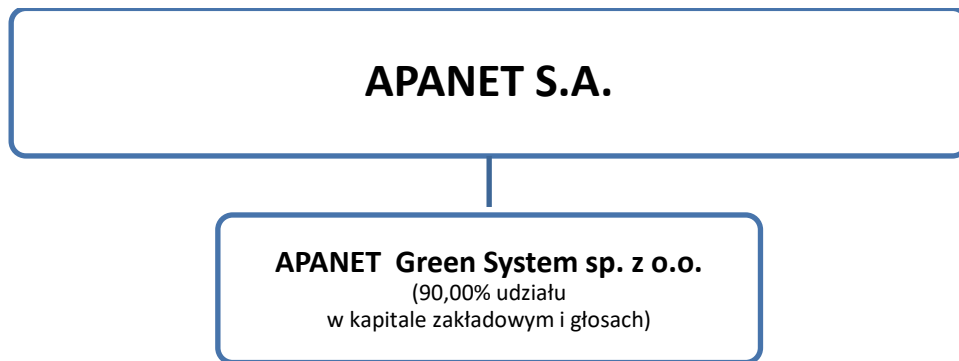 APANET S.A.
APANET Green System sp. z o.o.
(90,00% udziału
w kapitale zakładowym i głosach)